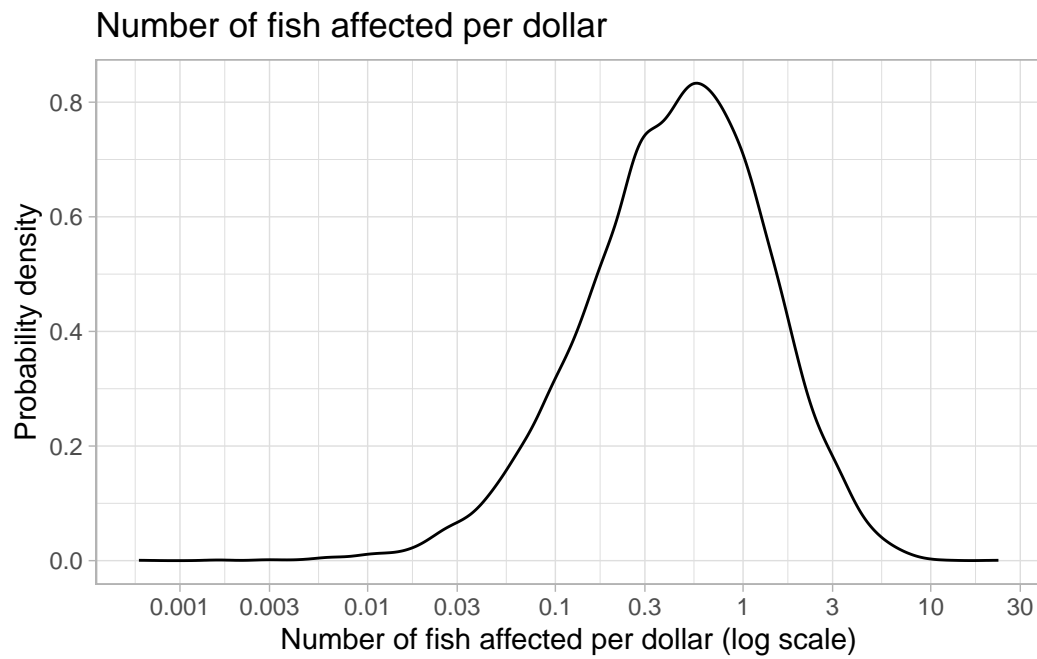 Number of fish affected per dollar
Probability density
0.8
0.6
0.4
0.2
0.0
0.001 0.003 0.01 0.03 0.1 0.3 1 3 10 30
Number of fish affected per dollar (log scale)